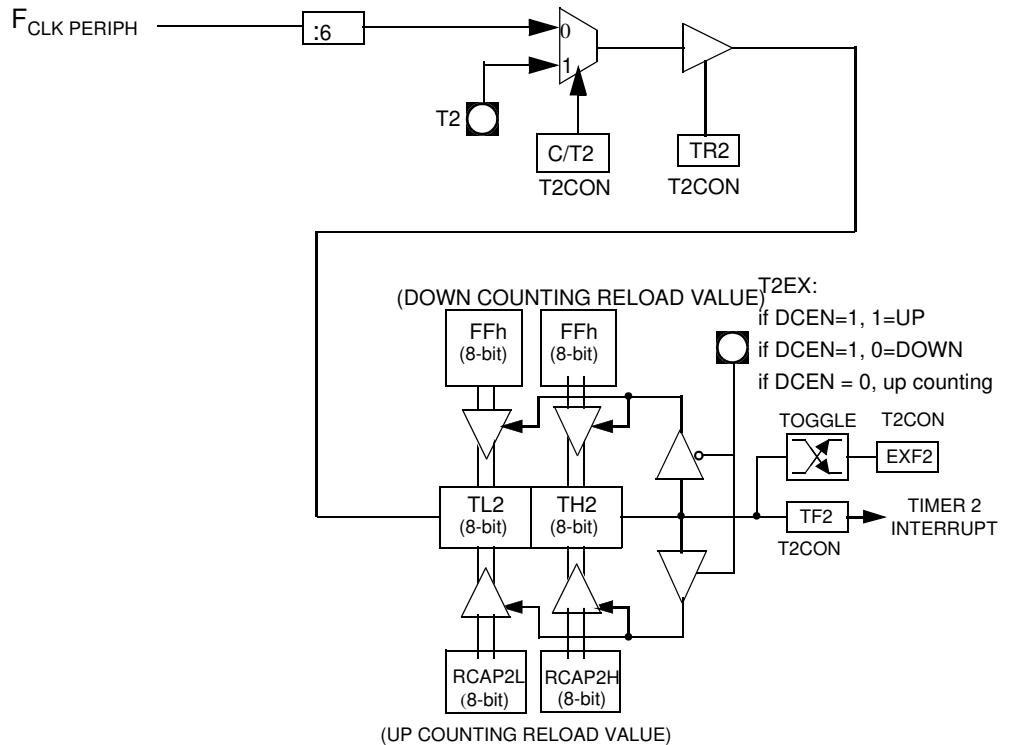 F CLK PERIPH
:6
0
1
T2
C/T2
T2CON
TR2
T2CON
T2EX:
(DOWN COUNTING RELOAD VALUE)
if DCEN=1, 1=UP
if DCEN=1, 0=DOWN
if DCEN = 0, up counting
FFh
(8-bit)
FFh
(8-bit)
TOGGLE
T2CON
EXF2
TL2
(8-bit)
TH2
(8-bit)
TF2
T2CON
TIMER 2
INTERRUPT
RCAP2L
(8-bit)
RCAP2H
(8-bit)
(UP COUNTING RELOAD VALUE)